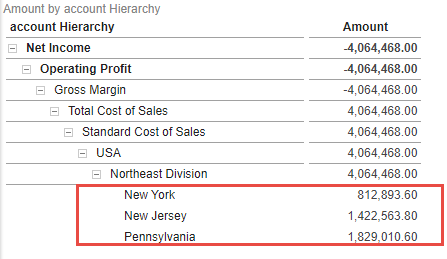 Amount by account Hierarchy
account Hierarchy Amount
Net Income -4,064,468.00
Operating Profit -4,064,468.00
Gross Margin -4,064,468.00
Total Cost of Sales 4,064,468.00
Standard Cost of Sales 4,064,468.00
USA 4,064,468.00
Northeast Division 4,064,468.00
New York 812,893.60
New Jersey 1,422,563.80
Pennsylvania 1,829,010.60